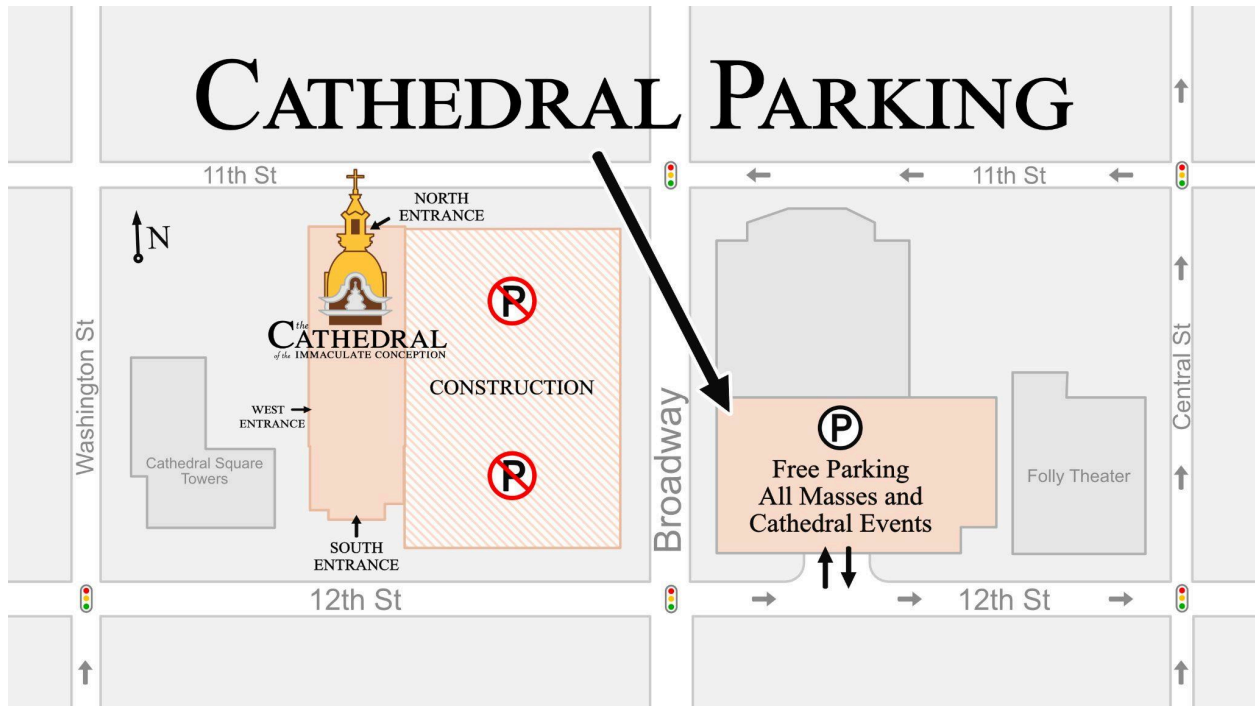 CATHEDRAL PARKING
11th St
11th St
NORTH
ENTRANCE
N
P
the
CATHEDRAL
of the IMMACULATE CONCEPTION
CONSTRUCTION
WEST
ENTRANCE
Washington St
Broadway
Central St
P
Free Parking
All Masses and
Cathedral Events
Cathedral Square
Towers
P
Folly Theater
SOUTH
ENTRANCE
12th St
12th St